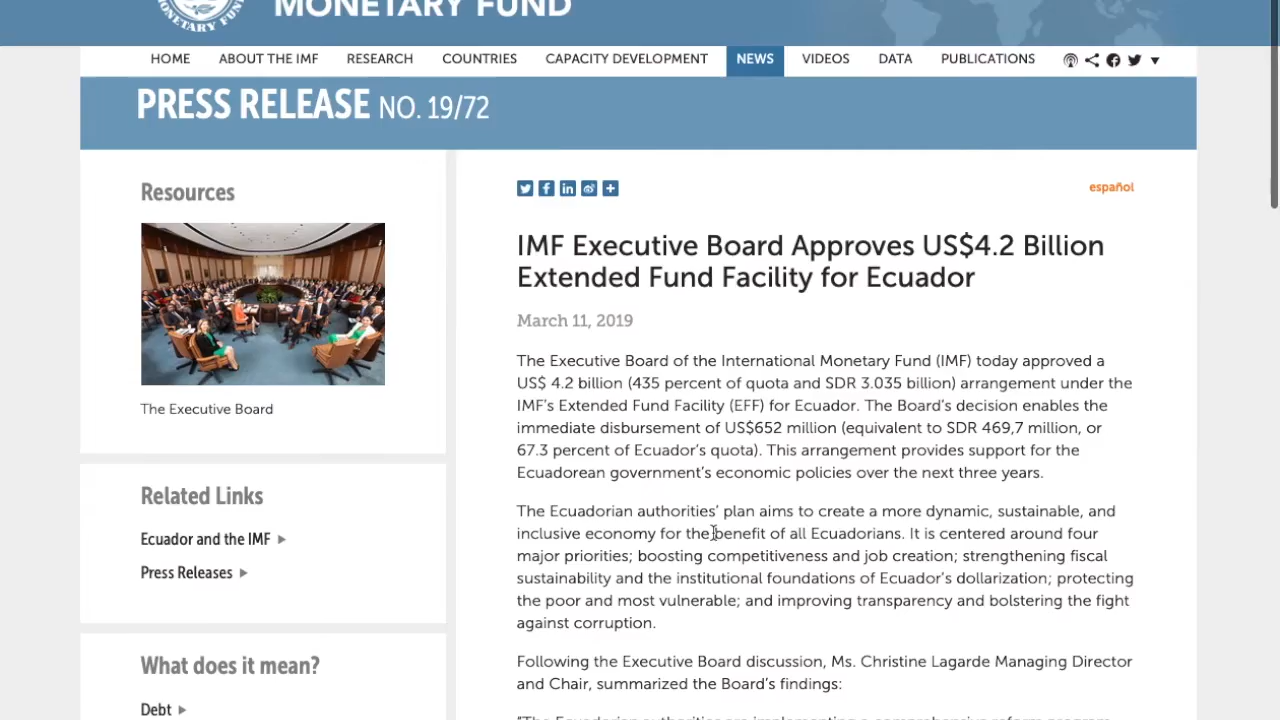 MONETARY FUND
MONETARY FUND
HOME ABOUT THE IMF RESEARCH COUNTRIES CAPACITY DEVELOPMENT NEWS VIDEOS DATA PUBLICATIONS
PRESS RELEASE NO. 19/72
Resources
The Executive Board
Related Links
Ecuador and the IMF
Press Releases
What does it mean?
Debt
español
IMF Executive Board Approves US$4.2 Billion
Extended Fund Facility for Ecuador
March 11, 2019
The Executive Board of the International Monetary Fund (IMF) today approved a
US$ 4.2 billion (435 percent of quota and SDR 3.035 billion) arrangement under the
IMF's Extended Fund Facility (EFF) for Ecuador. The Board's decision enables the
immediate disbursement of US$652 million (equivalent to SDR 469,7 million, or
67.3 percent of Ecuador's quota). This arrangement provides support for the
Ecuadorean government's economic policies over the next three years.
The Ecuadorian authorities' plan aims to create a more dynamic, sustainable, and
inclusive economy for the benefit of all Ecuadorians. It is centered around four
major priorities; boosting competitiveness and job creation; strengthening fiscal
sustainability and the institutional foundations of Ecuador's dollarization; protecting
the poor and most vulnerable; and improving transparency and bolstering the fight
against corruption.
Following the Executive Board discussion, Ms. Christine Lagarde Managing Director
and Chair, summarized the Board's findings:
"The Ecuadorian authorities are implementing a comprehensive reform program